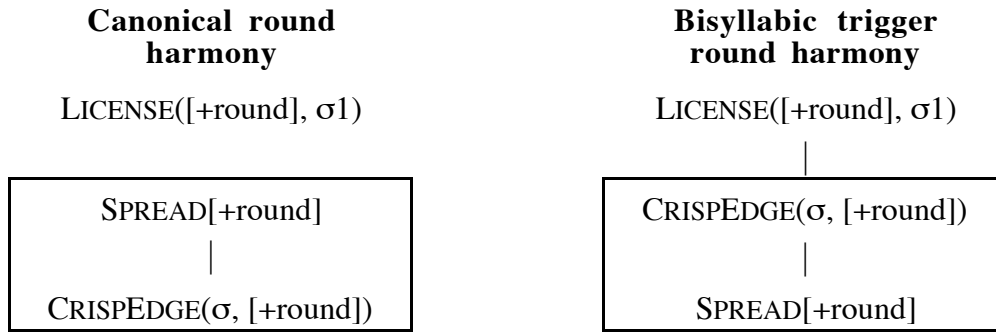 Canonical round
harmony
LICENSE([+round], σ1)
SPREAD[+round]
CRISPEDGE(σ, [+round])
Bisyllabic trigger
round harmony
LICENSE([+round], σ1)
CRISPEDGE(σ, [+round])
SPREAD[+round]